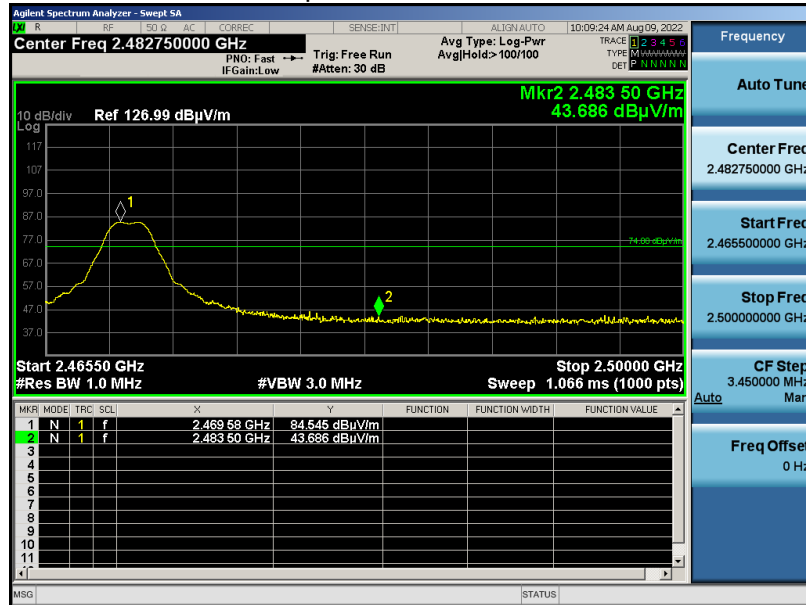 Agilent Spectrum Analyzer - Swept SA
LXI R RF 50 Ω AC CORREC SENSE:INT ALIGN AUTO 10:09:24 AM Aug 09, 2022
Center Freq 2.482750000 GHz
PNO: Fast
IFGain:Low
Trig: Free Run
#Atten: 30 dB
Avg Type: Log-Pwr
Avg|Hold:>100/100
TRACE 1 2 3 4 5 6
TYPE M
DET P N N N N N
Mkr2 2.483 50 GHz
43.686 dBµV/m
10 dB/div Ref 126.99 dBµV/m
Log
117
107
97.0
87.0
77.0
67.0
57.0
47.0
37.0
1
2
74.00 dBµV/m
Start 2.46550 GHz Stop 2.50000 GHz
#Res BW 1.0 MHz #VBW 3.0 MHz Sweep 1.066 ms (1000 pts)
MKR MODE TRC SCL X Y FUNCTION FUNCTION WIDTH FUNCTION VALUE
1 N 1 f 2.469 58 GHz 84.545 dBµV/m
2 N 1 f 2.483 50 GHz 43.686 dBµV/m
3
4
5
6
7
8
9
10
11
MSG STATUS
Frequency
Auto Tune
Center Freq
2.482750000 GHz
Start Freq
2.465500000 GHz
Stop Freq
2.500000000 GHz
CF Step
3.450000 MHz
Auto Man
Freq Offset
0 Hz